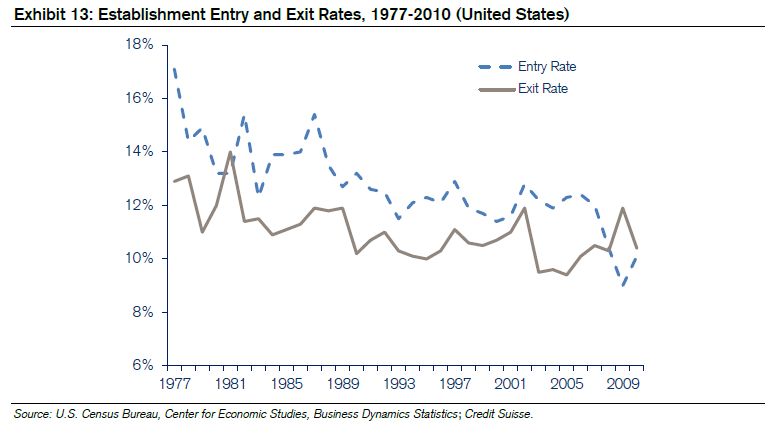 Exhibit 13: Establishment Entry and Exit Rates, 1977-2010 (United States)
18%
Entry Rate
Exit Rate
16%
14%
12%
10%
8%
6%
1977 1981 1985 1989 1993 1997 2001 2005 2009
Source: U.S. Census Bureau, Center for Economic Studies, Business Dynamics Statistics; Credit Suisse.